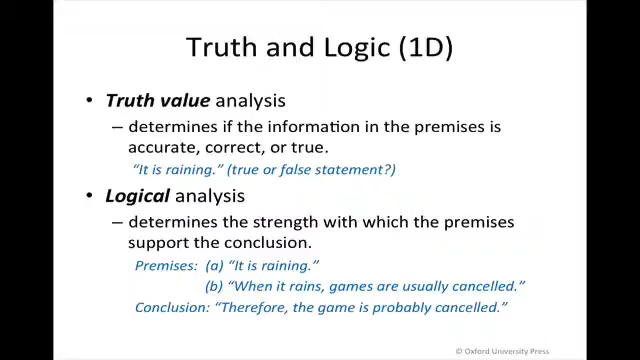 Truth and Logic (1D)
• Truth value analysis
– determines if the information in the premises is
accurate, correct, or true.
“It is raining.” (true or false statement?)
• Logical analysis
– determines the strength with which the premises
support the conclusion.
Premises: (a) “It is raining.”
(b) “When it rains, games are usually cancelled.”
Conclusion: “Therefore, the game is probably cancelled.”
© Oxford University Press